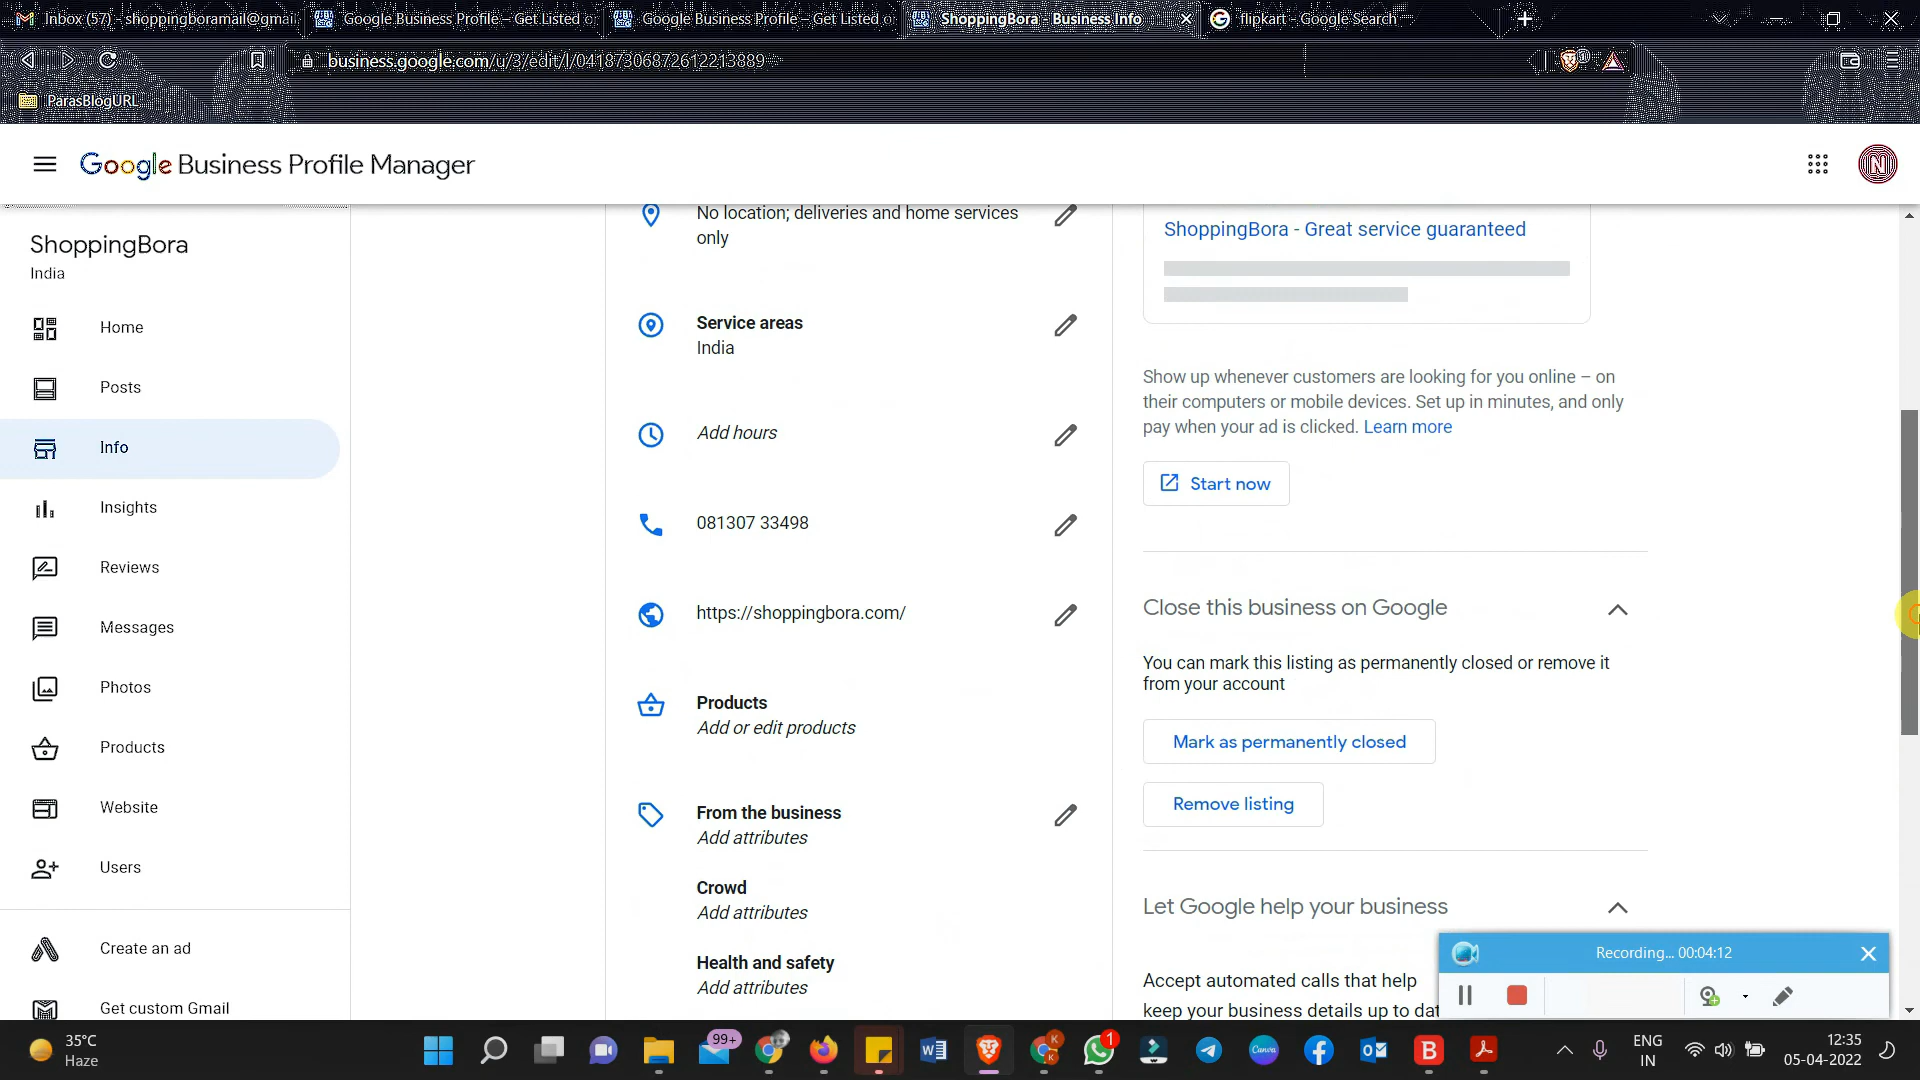 Inbox (57) - shoppingboramail@gmai
Google Business Profile – Get Listed o
Google Business Profile – Get Listed o
ShoppingBora - Business Info
flipkart - Google Search
business.google.com/u/3/edit/l/04187306872612213889
ParasBlogURL
Google Business Profile Manager
N
ShoppingBora
India
Home
Posts
Info
Insights
Reviews
Messages
Photos
Products
Website
Users
Create an ad
Get custom Gmail
No location; deliveries and home services
only
Service areas
India
Add hours
081307 33498
https://shoppingbora.com/
Products
Add or edit products
From the business
Add attributes
Crowd
Add attributes
Health and safety
Add attributes
ShoppingBora - Great service guaranteed
Show up whenever customers are looking for you online – on
their computers or mobile devices. Set up in minutes, and only
pay when your ad is clicked. Learn more
Start now
Close this business on Google
You can mark this listing as permanently closed or remove it
from your account
Mark as permanently closed
Remove listing
Let Google help your business
Accept automated calls that help
keep your business details up to dat
Recording... 00:04:12
35°C
Haze
99+
K
K
1
Canva
B
ENG
IN
12:35
05-04-2022